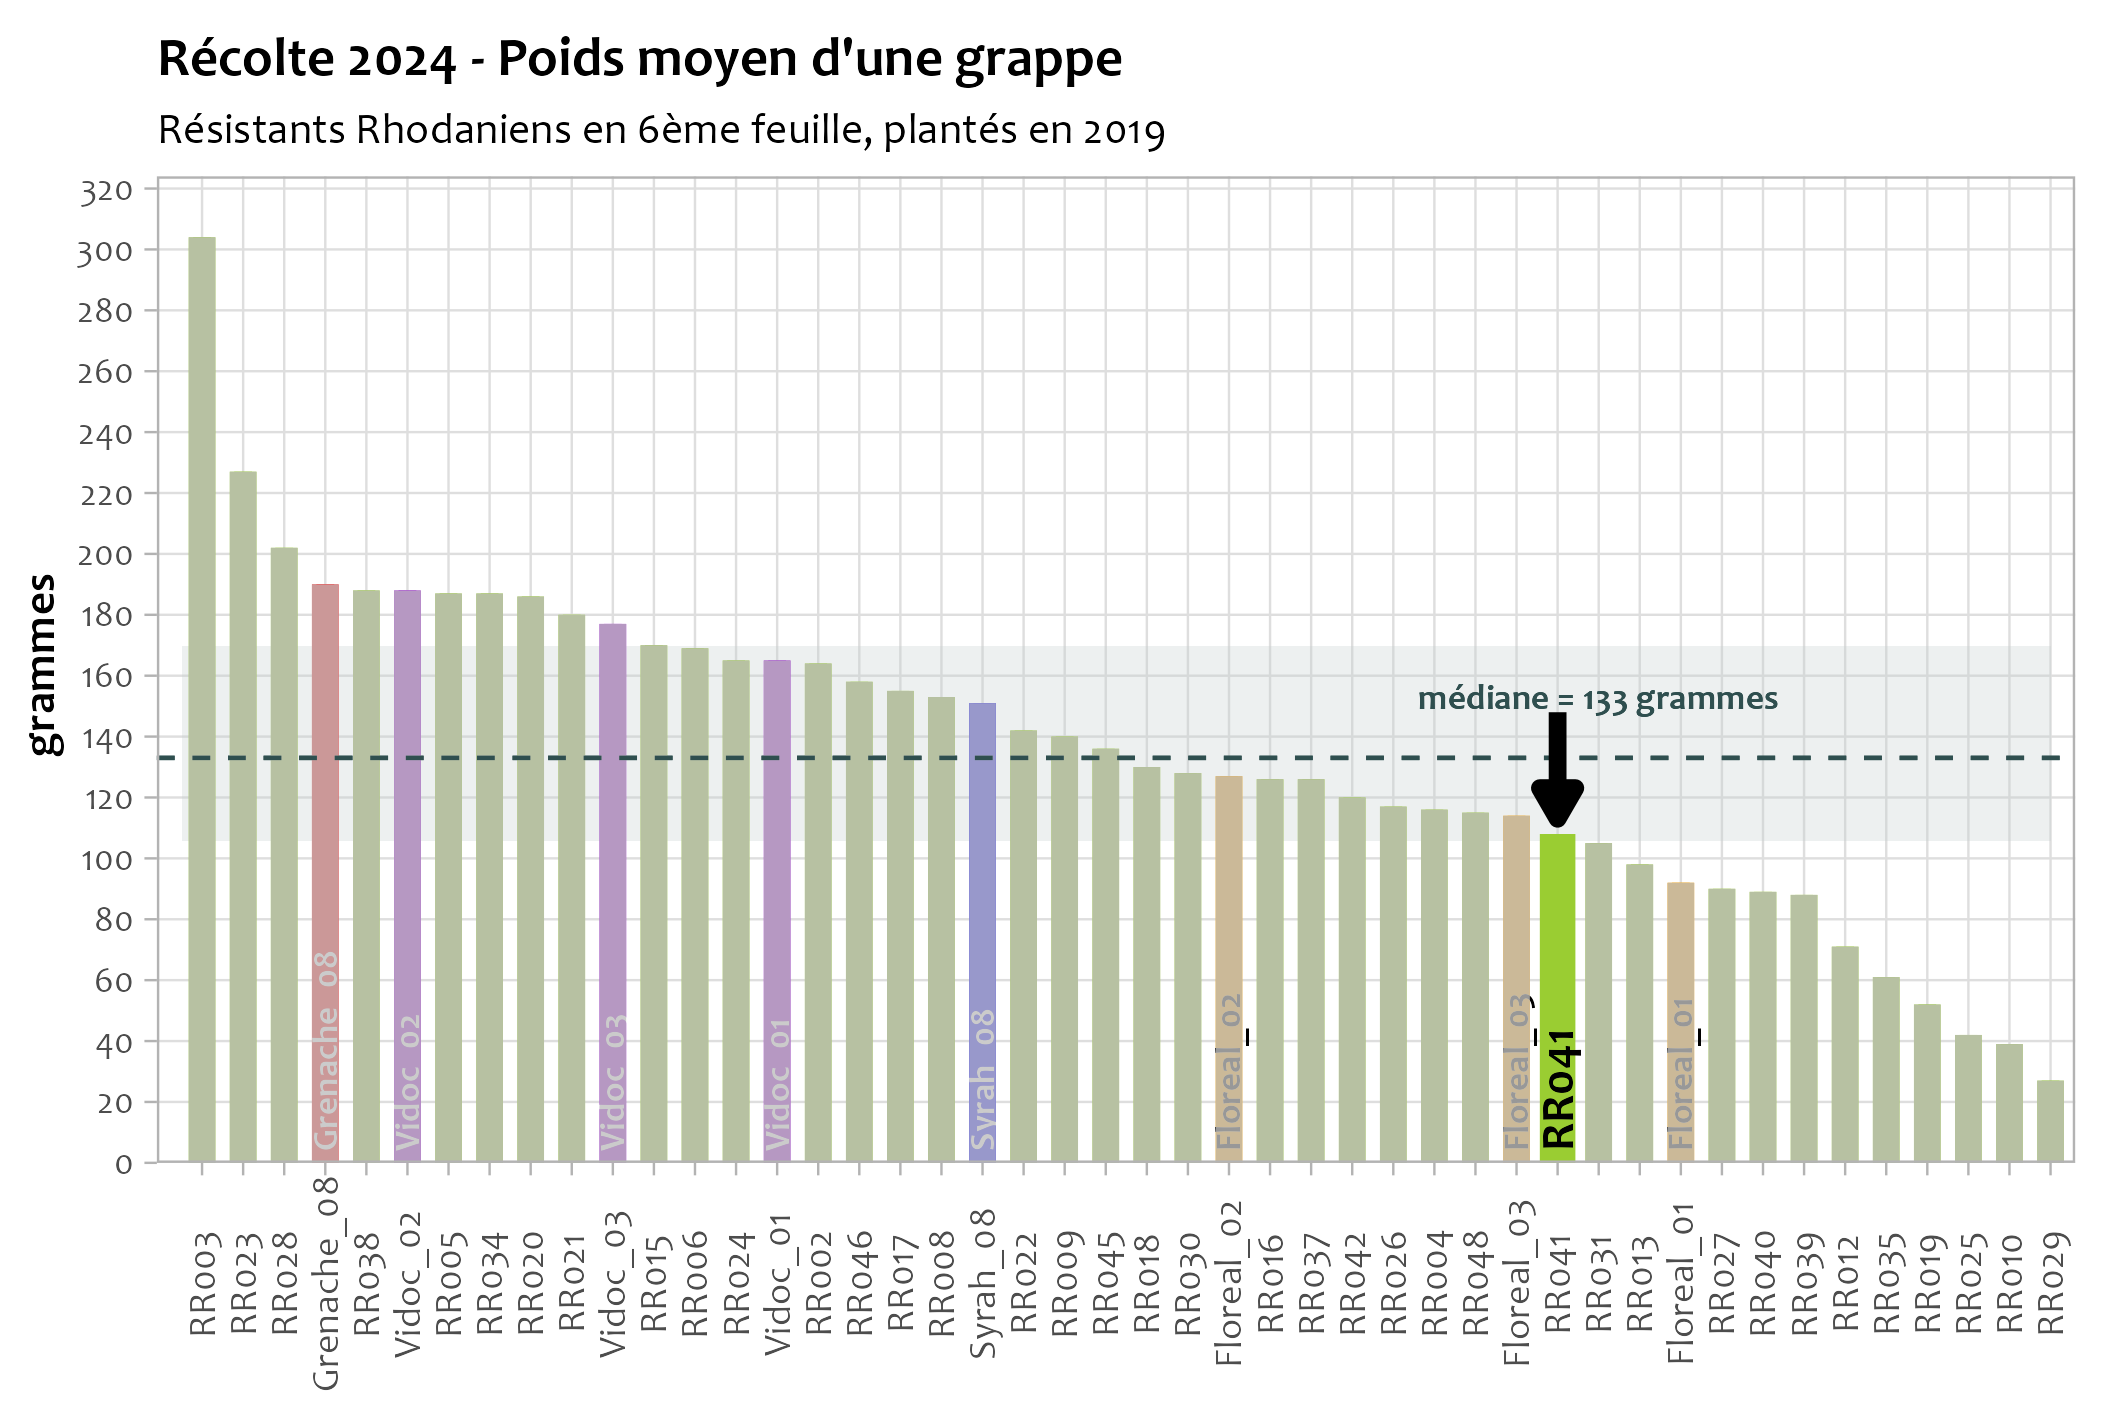 Récolte 2024 - Poids moyen d'une grappe
Résistants Rhodaniens en 6ème feuille, plantés en 2019
grammes
320
300
280
260
240
220
200
180
160
140
120
100
80
60
40
20
0
médiane = 133 grammes
Grenache_08
Vidoc_02
Vidoc_03
Vidoc_01
Syrah_08
Floreal_02
Floreal_03
RR041
Floreal_01
RR003
RR023
RR028
Grenache_08
RR038
Vidoc_02
RR005
RR034
RR020
RR021
Vidoc_03
RR015
RR006
RR024
Vidoc_01
RR002
RR046
RR017
RR008
Syrah_08
RR022
RR009
RR045
RR018
RR030
Floreal_02
RR016
RR037
RR042
RR026
RR004
RR048
Floreal_03
RR041
RR031
RR013
Floreal_01
RR027
RR040
RR039
RR012
RR035
RR019
RR025
RR010
RR029